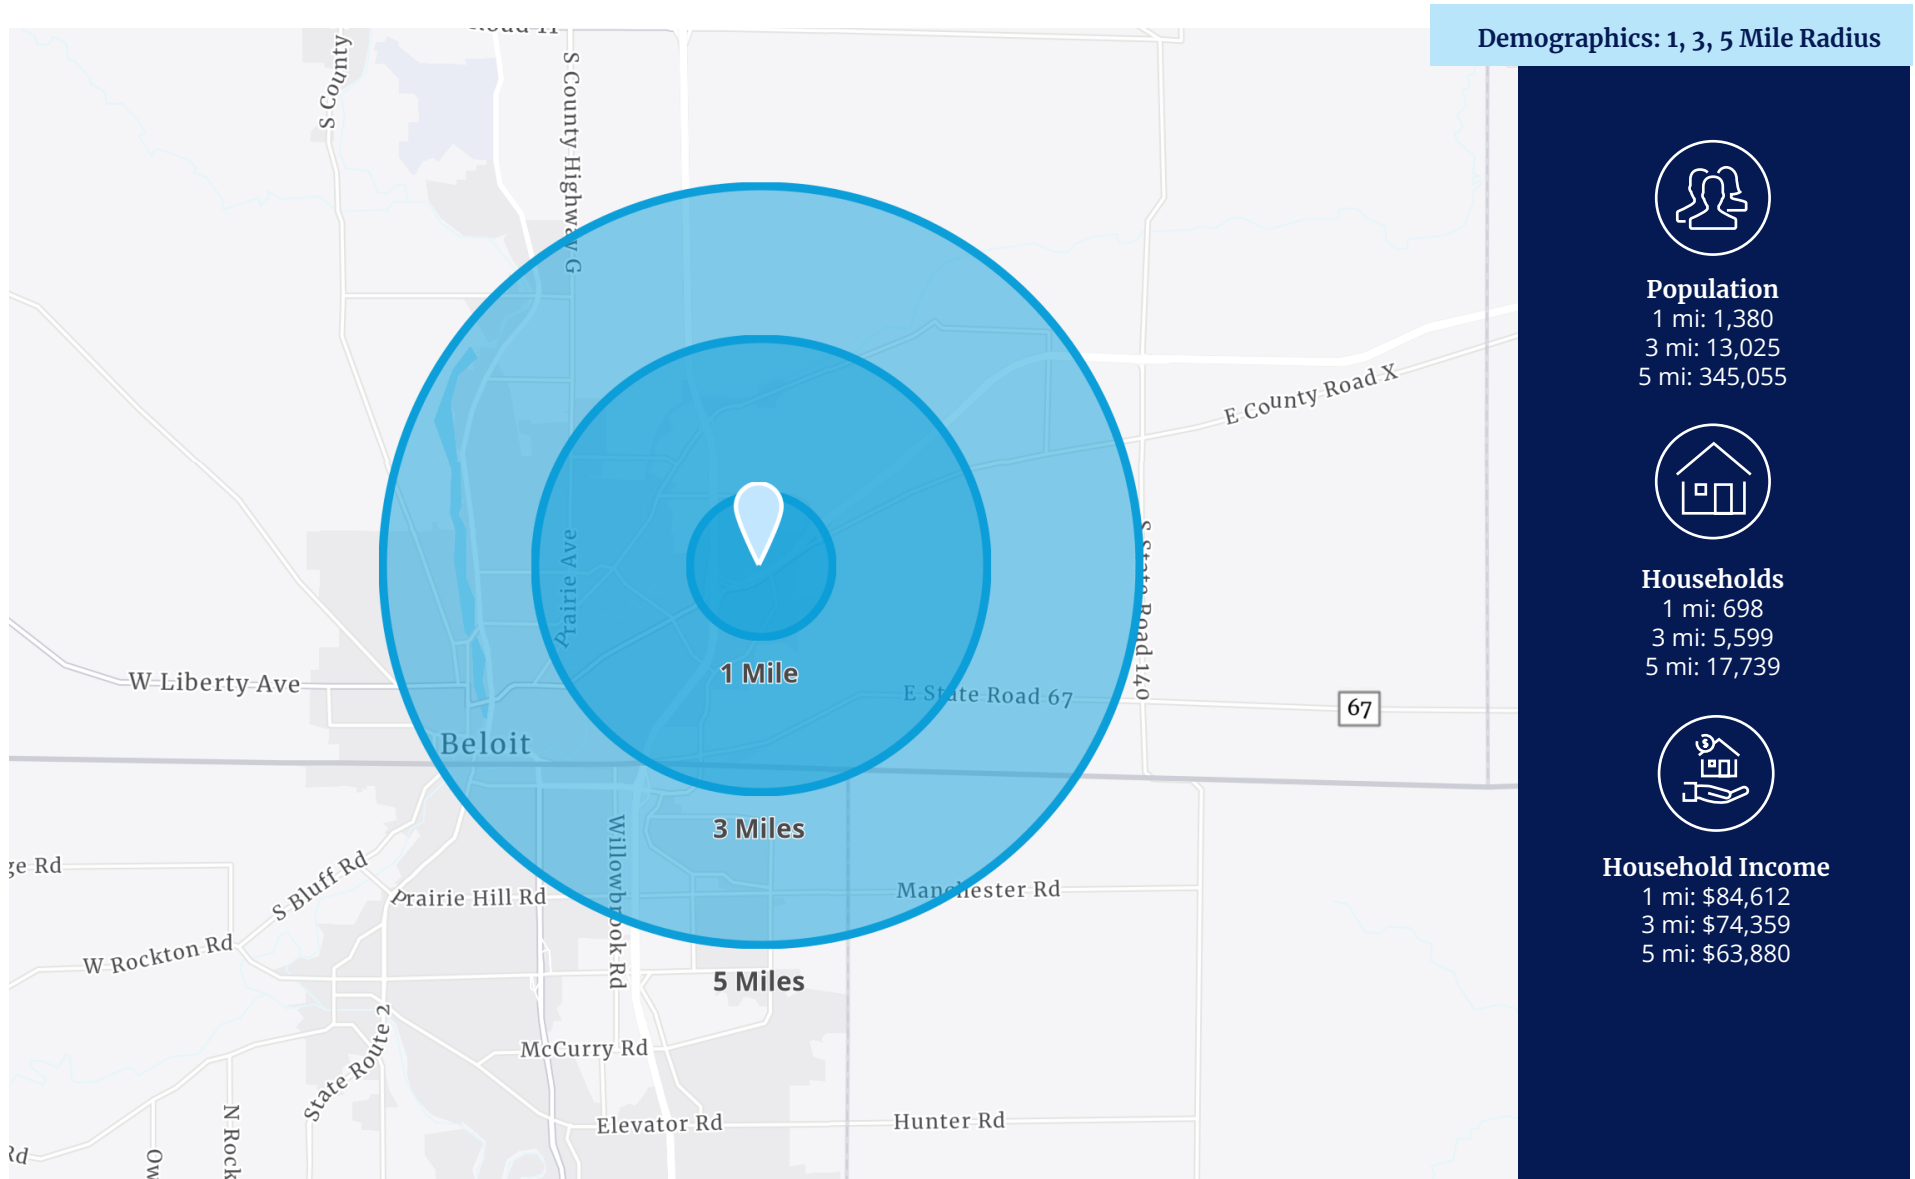 Demographics: 1, 3, 5 Mile Radius
S County
S County Highway G
E County Road X
Prairie Ave
S State Road 140
1 Mile
W Liberty Ave
E State Road 67
67
Beloit
3 Miles
Willowbrook Rd
ge Rd
S Bluff Rd
Prairie Hill Rd
Manchester Rd
W Rockton Rd
5 Miles
State Route 2
McCurry Rd
N Rock
Elevator Rd
Hunter Rd
Rd
Ow
Population
1 mi: 1,380
3 mi: 13,025
5 mi: 345,055
Households
1 mi: 698
3 mi: 5,599
5 mi: 17,739
$
Household Income
1 mi: $84,612
3 mi: $74,359
5 mi: $63,880